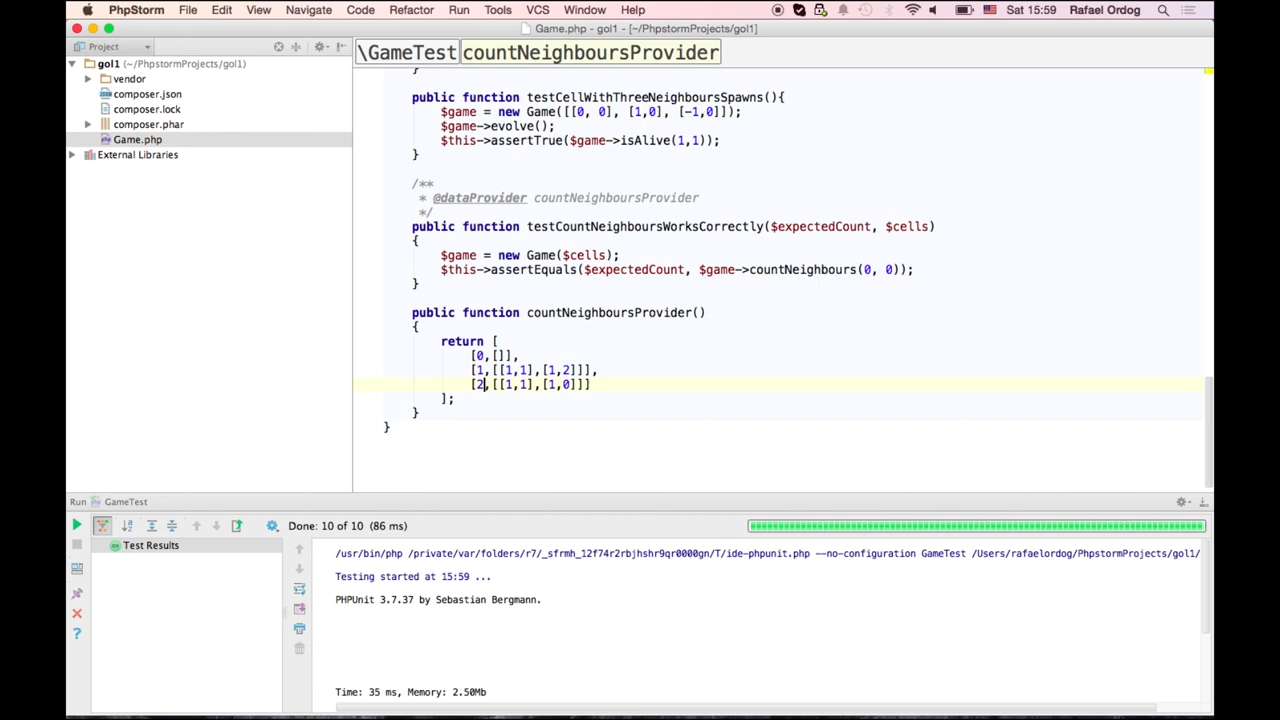 PhpStorm File Edit View Navigate Code Refactor Run Tools VCS Window Help Sat 15:59 Rafael Ordog
Game.php - gol1 - [~/PhpstormProjects/gol1]
Project
\GameTest countNeighboursProvider
gol1 (~/PhpstormProjects/gol1)
vendor
composer.json
composer.lock
composer.phar
Game.php
External Libraries
}
public function testCellWithThreeNeighboursSpawns(){
$game = new Game([[0, 0], [1,0], [-1,0]]);
$game->evolve();
$this->assertTrue($game->isAlive(1,1));
}
/**
* @dataProvider countNeighboursProvider
*/
public function testCountNeighboursWorksCorrectly($expectedCount, $cells)
{
$game = new Game($cells);
$this->assertEquals($expectedCount, $game->countNeighbours(0, 0));
}
public function countNeighboursProvider()
{
return [
[0,[]],
[1,[[1,1],[1,2]]],
[2,[[1,1],[1,0]]]
];
}
}
Run GameTest
Done: 10 of 10 (86 ms)
Test Results
/usr/bin/php /private/var/folders/r7/_sfrmh_12f74r2rbjhshr9qr0000gn/T/ide-phpunit.php --no-configuration GameTest /Users/rafaelordog/PhpstormProjects/gol1/
Testing started at 15:59 ...
PHPUnit 3.7.37 by Sebastian Bergmann.
Time: 35 ms, Memory: 2.50Mb